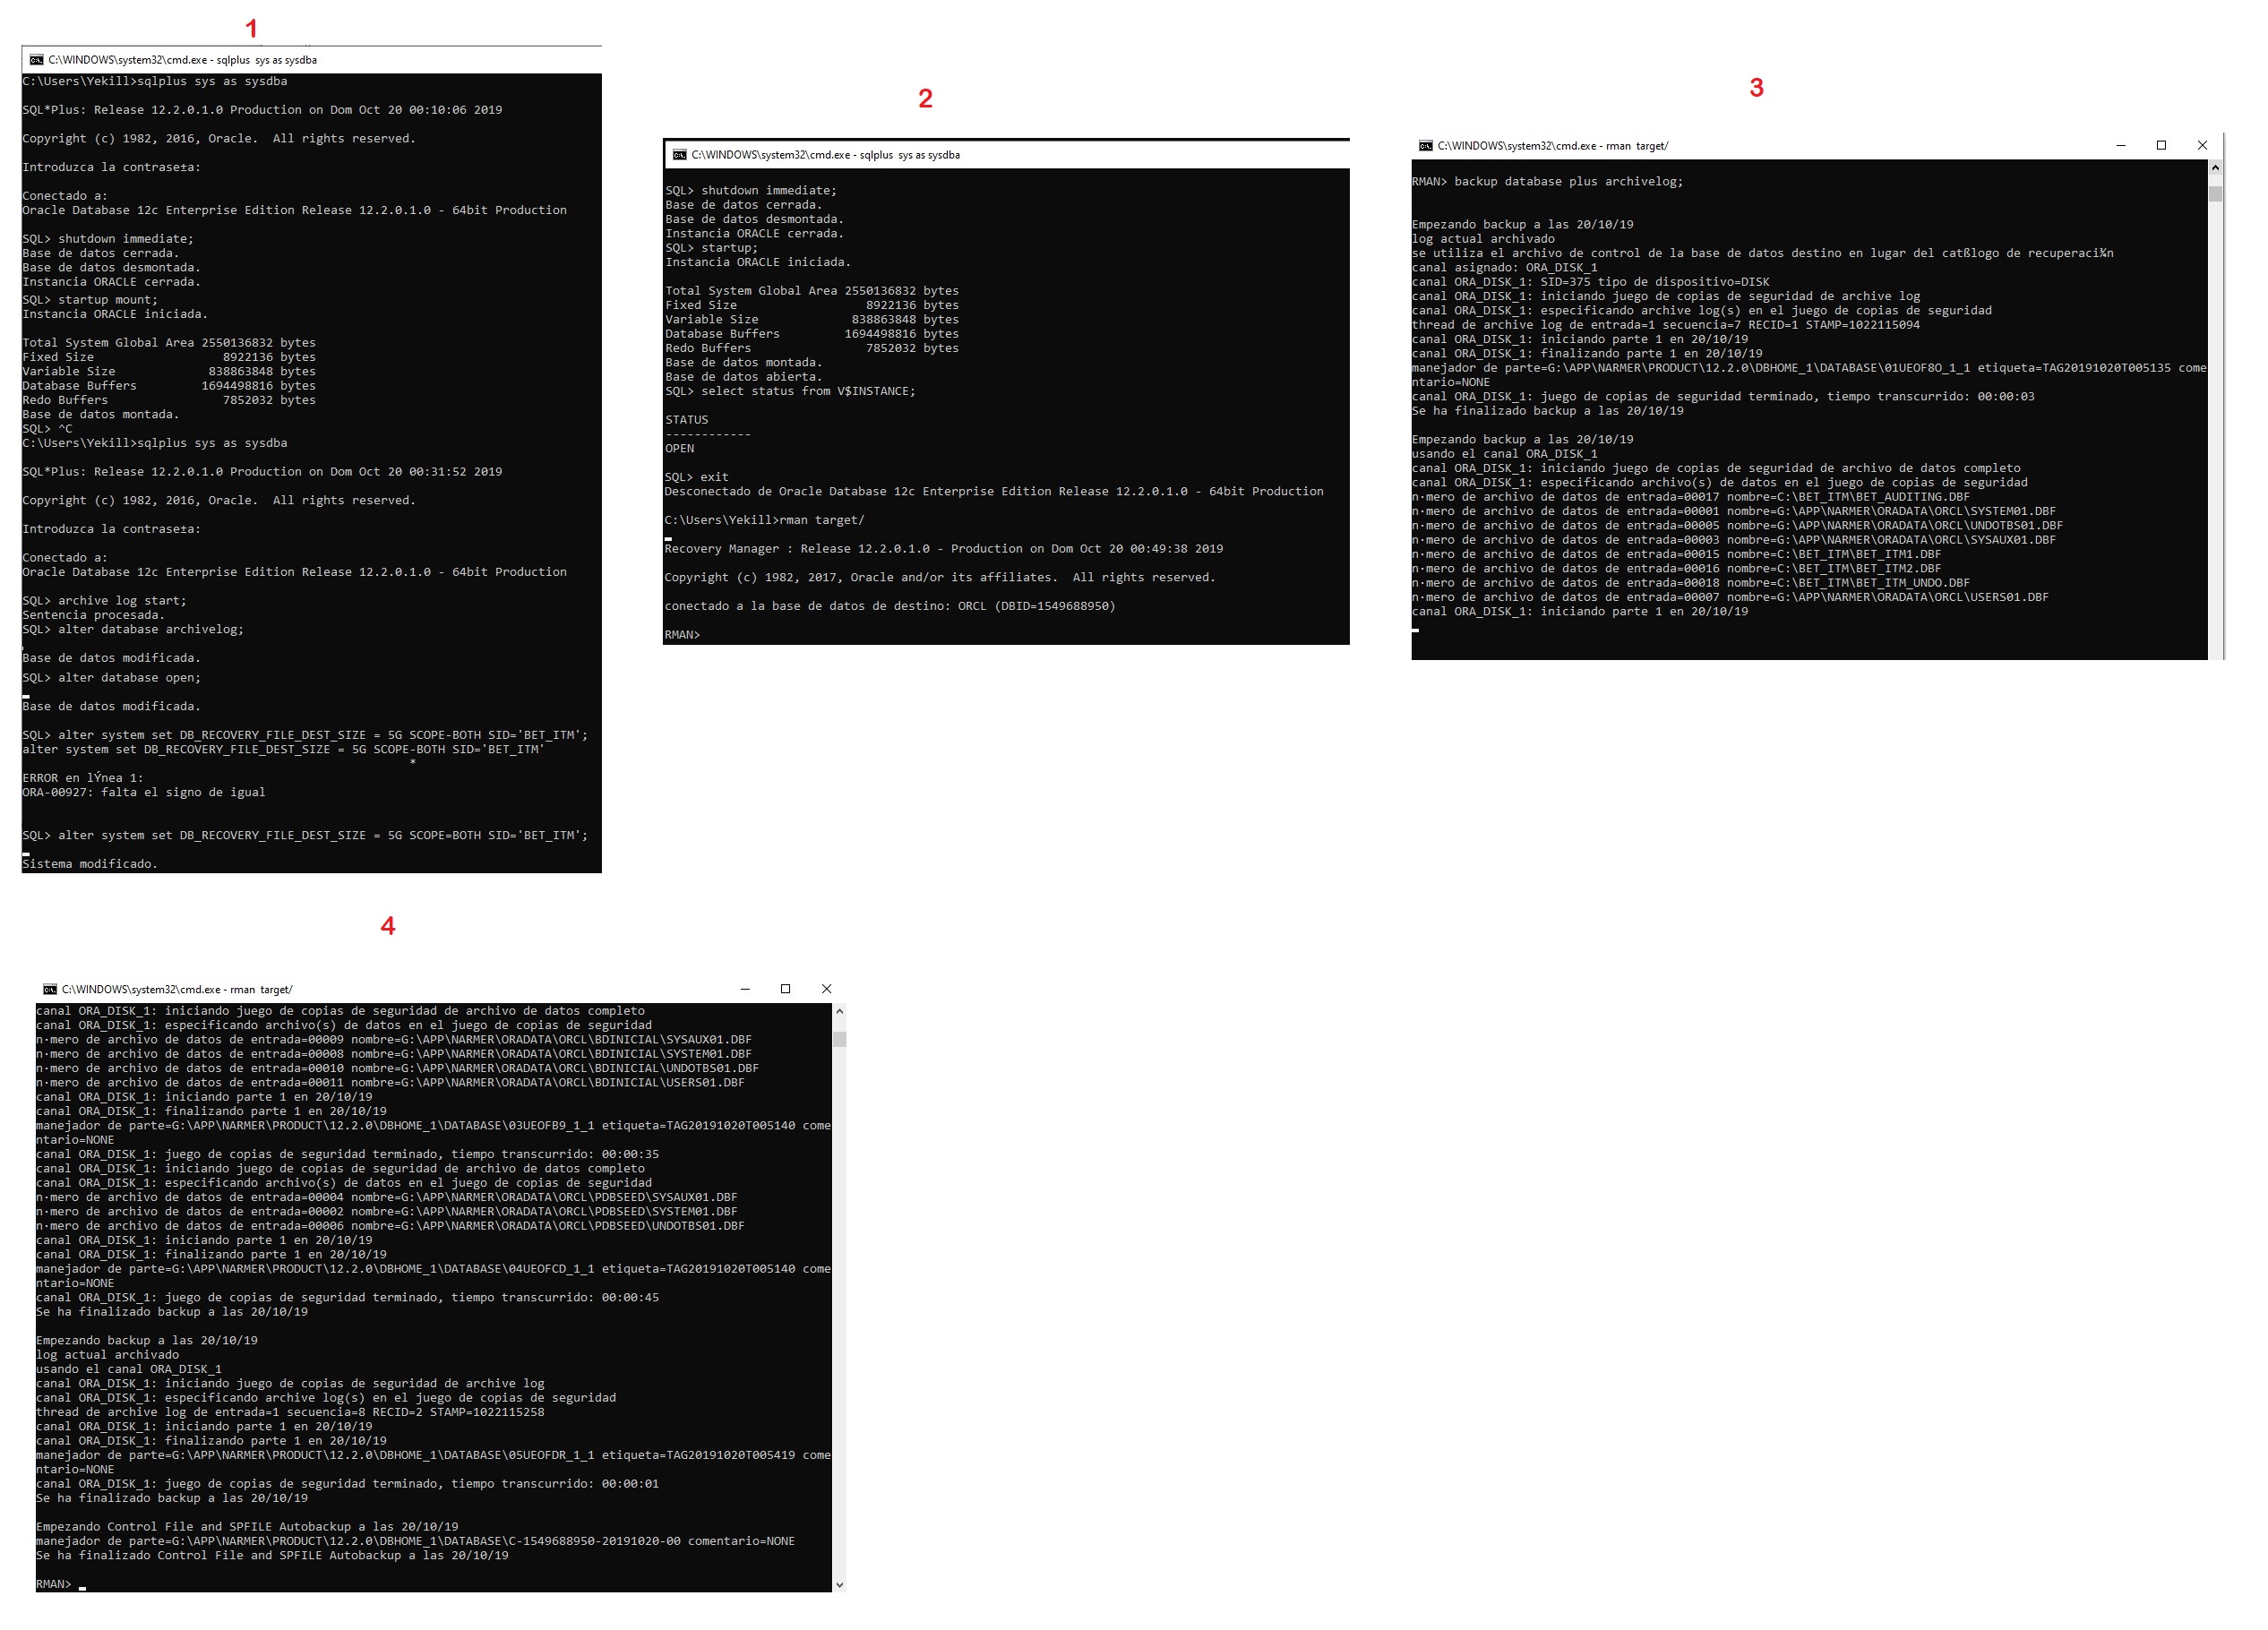 1
C:\WINDOWS\system32\cmd.exe - sqlplus  sys as sysdba
C:\Users\Yekill>sqlplus sys as sysdba
SQL*Plus: Release 12.2.0.1.0 Production on Dom Oct 20 00:10:06 2019
Copyright (c) 1982, 2016, Oracle.  All rights reserved.
Introduzca la contrase±a:
Conectado a:
Oracle Database 12c Enterprise Edition Release 12.2.0.1.0 - 64bit Production
SQL> shutdown immediate;
Base de datos cerrada.
Base de datos desmontada.
Instancia ORACLE cerrada.
SQL> startup mount;
Instancia ORACLE iniciada.
Total System Global Area 2550136832 bytes
Fixed Size                  8922136 bytes
Variable Size             838863848 bytes
Database Buffers         1694498816 bytes
Redo Buffers                7852032 bytes
Base de datos montada.
SQL> ^C
C:\Users\Yekill>sqlplus sys as sysdba
SQL*Plus: Release 12.2.0.1.0 Production on Dom Oct 20 00:31:52 2019
Copyright (c) 1982, 2016, Oracle.  All rights reserved.
Introduzca la contrase±a:
Conectado a:
Oracle Database 12c Enterprise Edition Release 12.2.0.1.0 - 64bit Production
SQL> archive log start;
Sentencia procesada.
SQL> alter database archivelog;
Base de datos modificada.
SQL> alter database open;
Base de datos modificada.
SQL> alter system set DB_RECOVERY_FILE_DEST_SIZE = 5G SCOPE-BOTH SID='BET_ITM';
alter system set DB_RECOVERY_FILE_DEST_SIZE = 5G SCOPE-BOTH SID='BET_ITM'
*
ERROR en lÝnea 1:
ORA-00927: falta el signo de igual
SQL> alter system set DB_RECOVERY_FILE_DEST_SIZE = 5G SCOPE=BOTH SID='BET_ITM';
Sistema modificado.
2
C:\WINDOWS\system32\cmd.exe - sqlplus  sys as sysdba
SQL> shutdown immediate;
Base de datos cerrada.
Base de datos desmontada.
Instancia ORACLE cerrada.
SQL> startup;
Instancia ORACLE iniciada.
Total System Global Area 2550136832 bytes
Fixed Size                  8922136 bytes
Variable Size             838863848 bytes
Database Buffers         1694498816 bytes
Redo Buffers                7852032 bytes
Base de datos montada.
Base de datos abierta.
SQL> select status from V$INSTANCE;
STATUS
------------
OPEN
SQL> exit
Desconectado de Oracle Database 12c Enterprise Edition Release 12.2.0.1.0 - 64bit Production
C:\Users\Yekill>rman target/
Recovery Manager : Release 12.2.0.1.0 - Production on Dom Oct 20 00:49:38 2019
Copyright (c) 1982, 2017, Oracle and/or its affiliates.  All rights reserved.
conectado a la base de datos de destino: ORCL (DBID=1549688950)
RMAN>
3
C:\WINDOWS\system32\cmd.exe - rman  target/
RMAN> backup database plus archivelog;
Empezando backup a las 20/10/19
log actual archivado
se utiliza el archivo de control de la base de datos destino en lugar del catßlogo de recuperaci¾n
canal asignado: ORA_DISK_1
canal ORA_DISK_1: SID=375 tipo de dispositivo=DISK
canal ORA_DISK_1: iniciando juego de copias de seguridad de archive log
canal ORA_DISK_1: especificando archive log(s) en el juego de copias de seguridad
thread de archive log de entrada=1 secuencia=7 RECID=1 STAMP=1022115094
canal ORA_DISK_1: iniciando parte 1 en 20/10/19
canal ORA_DISK_1: finalizando parte 1 en 20/10/19
manejador de parte=G:\APP\NARMER\PRODUCT\12.2.0\DBHOME_1\DATABASE\01UEOF8O_1_1 etiqueta=TAG20191020T005135 come
ntario=NONE
canal ORA_DISK_1: juego de copias de seguridad terminado, tiempo transcurrido: 00:00:03
Se ha finalizado backup a las 20/10/19
Empezando backup a las 20/10/19
usando el canal ORA_DISK_1
canal ORA_DISK_1: iniciando juego de copias de seguridad de archivo de datos completo
canal ORA_DISK_1: especificando archivo(s) de datos en el juego de copias de seguridad
n·mero de archivo de datos de entrada=00017 nombre=C:\BET_ITM\BET_AUDITING.DBF
n·mero de archivo de datos de entrada=00001 nombre=G:\APP\NARMER\ORADATA\ORCL\SYSTEM01.DBF
n·mero de archivo de datos de entrada=00005 nombre=G:\APP\NARMER\ORADATA\ORCL\UNDOTBS01.DBF
n·mero de archivo de datos de entrada=00003 nombre=G:\APP\NARMER\ORADATA\ORCL\SYSAUX01.DBF
n·mero de archivo de datos de entrada=00015 nombre=C:\BET_ITM\BET_ITM1.DBF
n·mero de archivo de datos de entrada=00016 nombre=C:\BET_ITM\BET_ITM2.DBF
n·mero de archivo de datos de entrada=00018 nombre=C:\BET_ITM\BET_ITM_UNDO.DBF
n·mero de archivo de datos de entrada=00007 nombre=G:\APP\NARMER\ORADATA\ORCL\USERS01.DBF
canal ORA_DISK_1: iniciando parte 1 en 20/10/19
4
C:\WINDOWS\system32\cmd.exe - rman  target/
canal ORA_DISK_1: iniciando juego de copias de seguridad de archivo de datos completo
canal ORA_DISK_1: especificando archivo(s) de datos en el juego de copias de seguridad
n·mero de archivo de datos de entrada=00009 nombre=G:\APP\NARMER\ORADATA\ORCL\BDINICIAL\SYSAUX01.DBF
n·mero de archivo de datos de entrada=00008 nombre=G:\APP\NARMER\ORADATA\ORCL\BDINICIAL\SYSTEM01.DBF
n·mero de archivo de datos de entrada=00010 nombre=G:\APP\NARMER\ORADATA\ORCL\BDINICIAL\UNDOTBS01.DBF
n·mero de archivo de datos de entrada=00011 nombre=G:\APP\NARMER\ORADATA\ORCL\BDINICIAL\USERS01.DBF
canal ORA_DISK_1: iniciando parte 1 en 20/10/19
canal ORA_DISK_1: finalizando parte 1 en 20/10/19
manejador de parte=G:\APP\NARMER\PRODUCT\12.2.0\DBHOME_1\DATABASE\03UEOFB9_1_1 etiqueta=TAG20191020T005140 come
ntario=NONE
canal ORA_DISK_1: juego de copias de seguridad terminado, tiempo transcurrido: 00:00:35
canal ORA_DISK_1: iniciando juego de copias de seguridad de archivo de datos completo
canal ORA_DISK_1: especificando archivo(s) de datos en el juego de copias de seguridad
n·mero de archivo de datos de entrada=00004 nombre=G:\APP\NARMER\ORADATA\ORCL\PDBSEED\SYSAUX01.DBF
n·mero de archivo de datos de entrada=00002 nombre=G:\APP\NARMER\ORADATA\ORCL\PDBSEED\SYSTEM01.DBF
n·mero de archivo de datos de entrada=00006 nombre=G:\APP\NARMER\ORADATA\ORCL\PDBSEED\UNDOTBS01.DBF
canal ORA_DISK_1: iniciando parte 1 en 20/10/19
canal ORA_DISK_1: finalizando parte 1 en 20/10/19
manejador de parte=G:\APP\NARMER\PRODUCT\12.2.0\DBHOME_1\DATABASE\04UEOFCD_1_1 etiqueta=TAG20191020T005140 come
ntario=NONE
canal ORA_DISK_1: juego de copias de seguridad terminado, tiempo transcurrido: 00:00:45
Se ha finalizado backup a las 20/10/19
Empezando backup a las 20/10/19
log actual archivado
usando el canal ORA_DISK_1
canal ORA_DISK_1: iniciando juego de copias de seguridad de archive log
canal ORA_DISK_1: especificando archive log(s) en el juego de copias de seguridad
thread de archive log de entrada=1 secuencia=8 RECID=2 STAMP=1022115258
canal ORA_DISK_1: iniciando parte 1 en 20/10/19
canal ORA_DISK_1: finalizando parte 1 en 20/10/19
manejador de parte=G:\APP\NARMER\PRODUCT\12.2.0\DBHOME_1\DATABASE\05UEOFDR_1_1 etiqueta=TAG20191020T005419 come
ntario=NONE
canal ORA_DISK_1: juego de copias de seguridad terminado, tiempo transcurrido: 00:00:01
Se ha finalizado backup a las 20/10/19
Empezando Control File and SPFILE Autobackup a las 20/10/19
manejador de parte=G:\APP\NARMER\PRODUCT\12.2.0\DBHOME_1\DATABASE\C-1549688950-20191020-00 comentario=NONE
Se ha finalizado Control File and SPFILE Autobackup a las 20/10/19
RMAN>